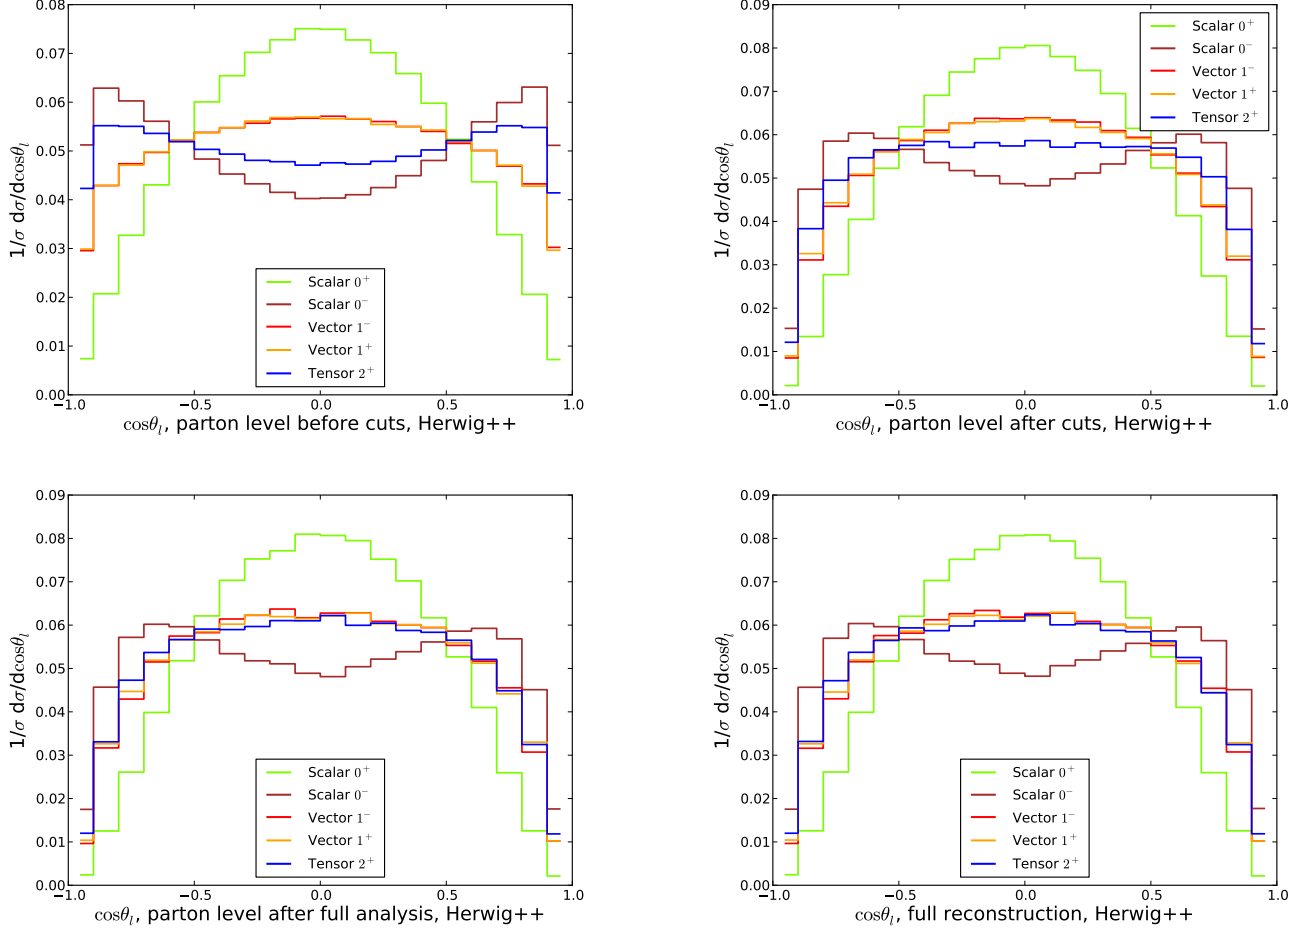 0.08
0.07
0.06
0.05
0.04
0.03
0.02
0.01
0.00
1/σ dσ/dcosθ_l
Scalar 0⁺
Scalar 0⁻
Vector 1⁻
Vector 1⁺
Tensor 2⁺
−1.0 −0.5 0.0 0.5 1.0
cosθ_l, parton level before cuts, Herwig++
0.09
0.08
0.07
0.06
0.05
0.04
0.03
0.02
0.01
0.00
1/σ dσ/dcosθ_l
Scalar 0⁺
Scalar 0⁻
Vector 1⁻
Vector 1⁺
Tensor 2⁺
−1.0 −0.5 0.0 0.5 1.0
cosθ_l, parton level after cuts, Herwig++
0.09
0.08
0.07
0.06
0.05
0.04
0.03
0.02
0.01
0.00
1/σ dσ/dcosθ_l
Scalar 0⁺
Scalar 0⁻
Vector 1⁻
Vector 1⁺
Tensor 2⁺
−1.0 −0.5 0.0 0.5 1.0
cosθ_l, parton level after full analysis, Herwig++
0.09
0.08
0.07
0.06
0.05
0.04
0.03
0.02
0.01
0.00
1/σ dσ/dcosθ_l
Scalar 0⁺
Scalar 0⁻
Vector 1⁻
Vector 1⁺
Tensor 2⁺
−1.0 −0.5 0.0 0.5 1.0
cosθ_l, full reconstruction, Herwig++